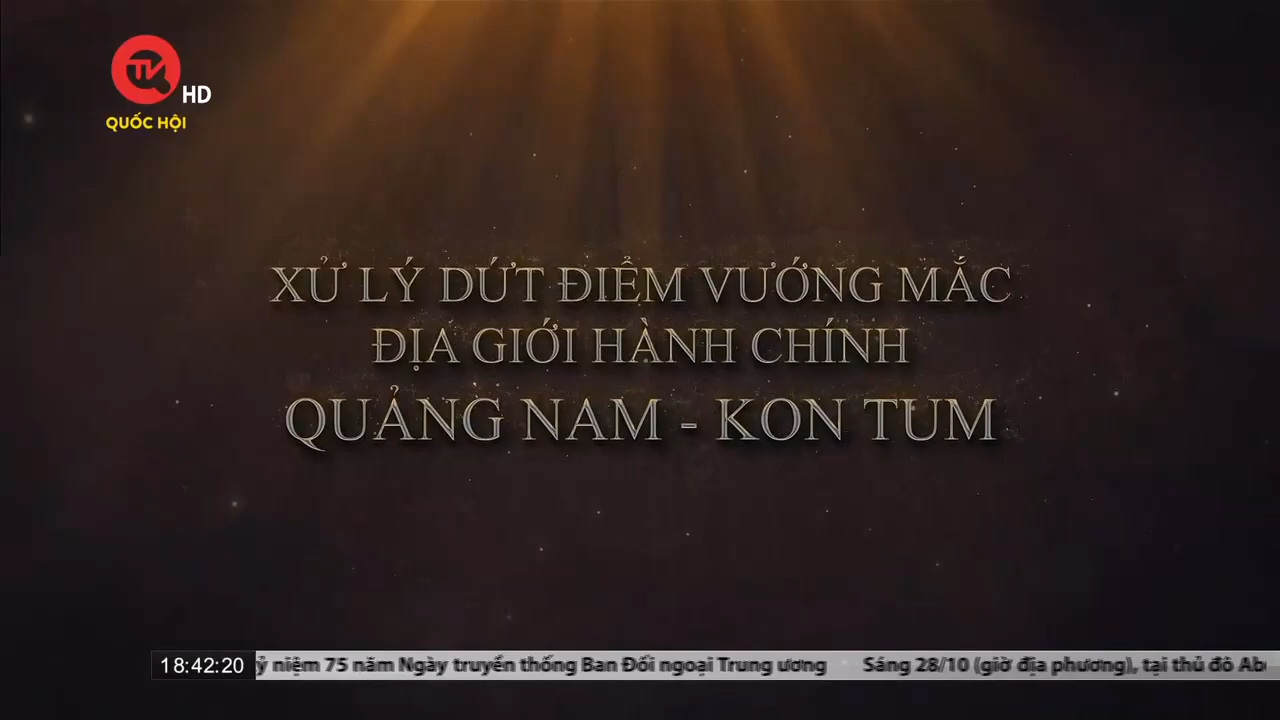 TV
HD
QUỐC HỘI
XỬ LÝ DỨT ĐIỂM VƯỚNG MẮC
ĐỊA GIỚI HÀNH CHÍNH
QUẢNG NAM - KON TUM
18:42:20 niệm 75 năm Ngày truyền thống Ban Đối ngoại Trung ương Sáng 28/10 (giờ địa phương), tại thủ đô